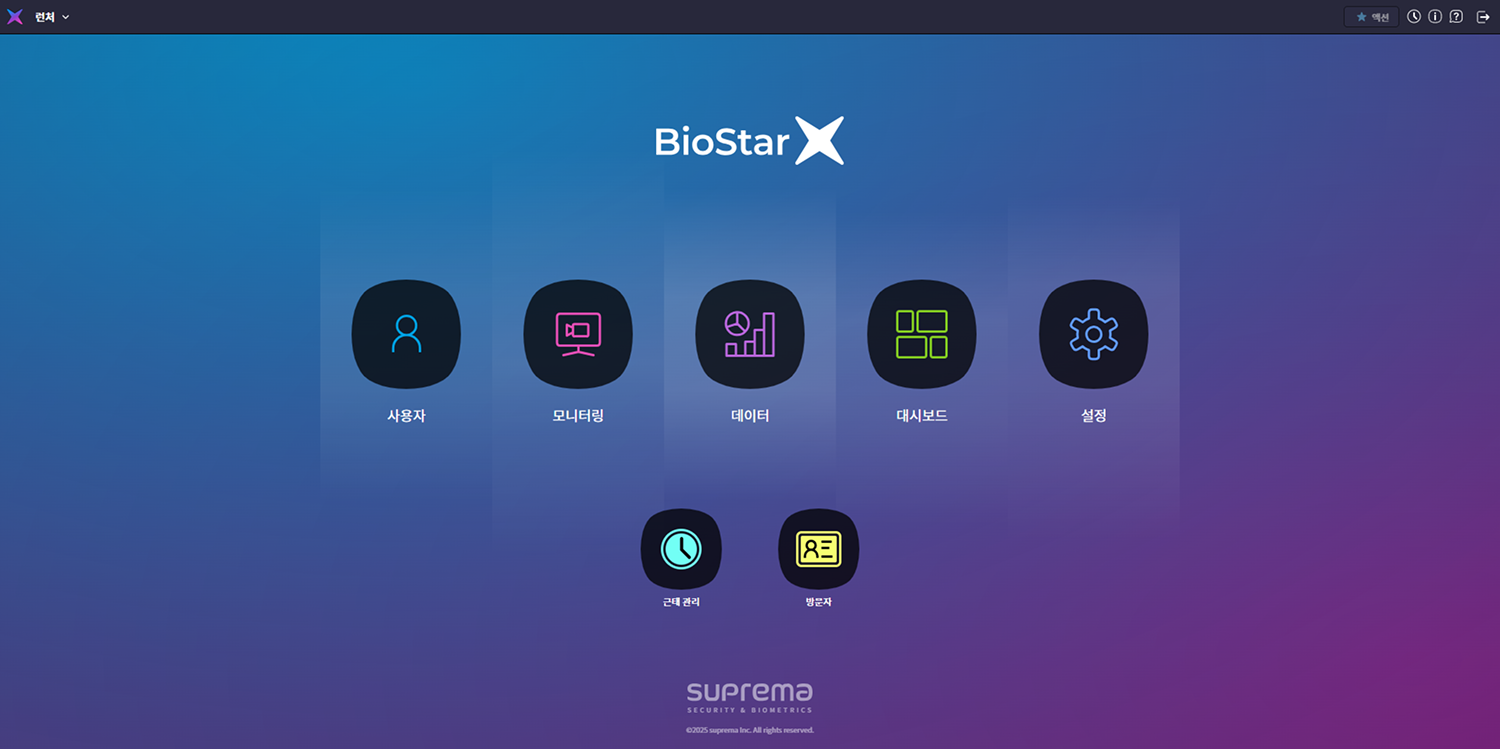 런처
액션
BioStar X
사용자
모니터링
데이터
대시보드
설정
근태 관리
방문자
suprema
SECURITY & BIOMETRICS
©2025 suprema Inc. All rights reserved.